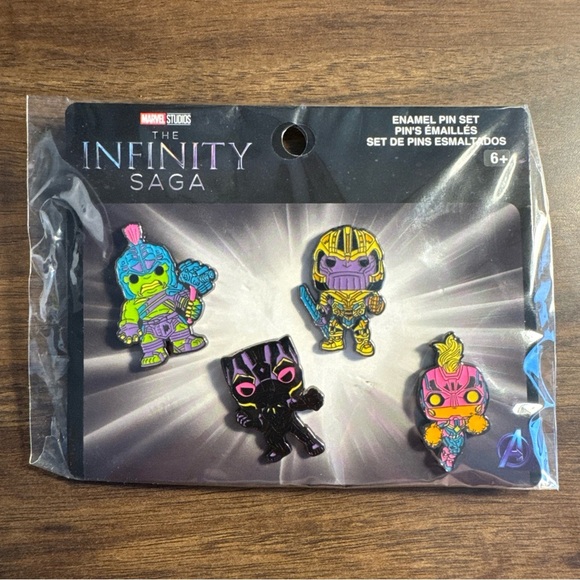 MARVEL STUDIOS
THE
INFINITY
SAGA
ENAMEL PIN SET
PIN'S ÉMAILLÉS
SET DE PINS ESMALTADOS
6+